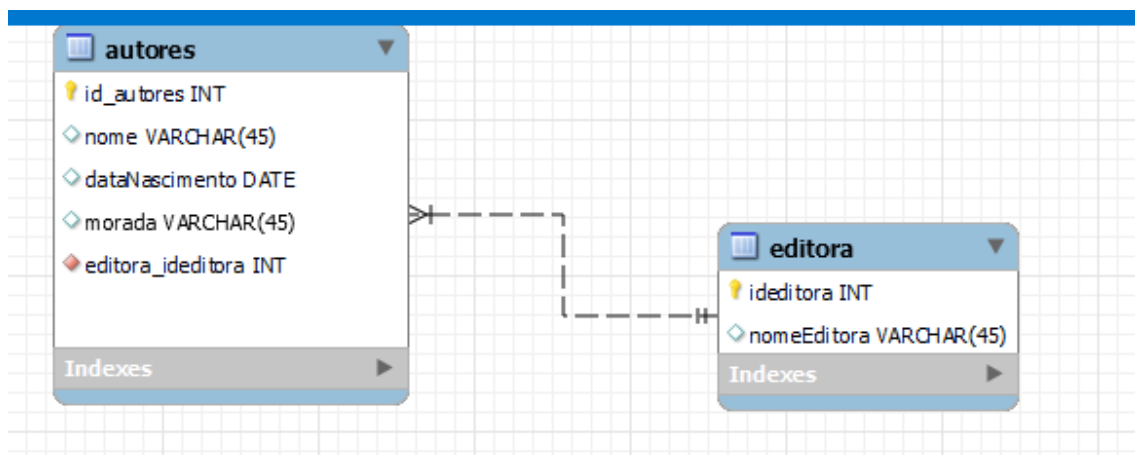 autores
id_autores INT
nome VARCHAR(45)
dataNascimento DATE
morada VARCHAR(45)
editora_ideditora INT
Indexes
editora
ideditora INT
nomeEditora VARCHAR(45)
Indexes